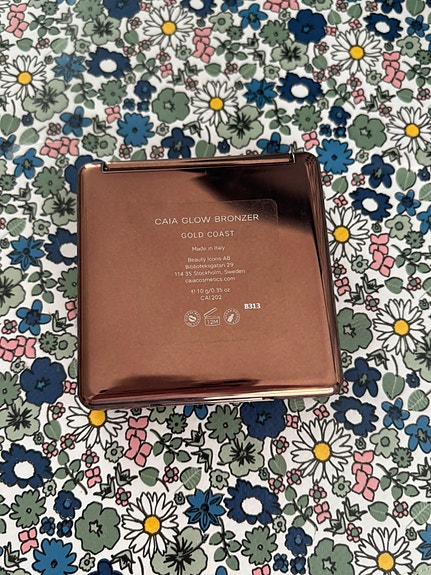 CAIA GLOW BRONZER
GOLD COAST
Made in Italy
Beauty Icons AB
Biblioteksgatan 29
114 35 Stockholm, Sweden
caiacosmetics.com
℮ 10 g/0.35 oz
CAI202
B313
12M